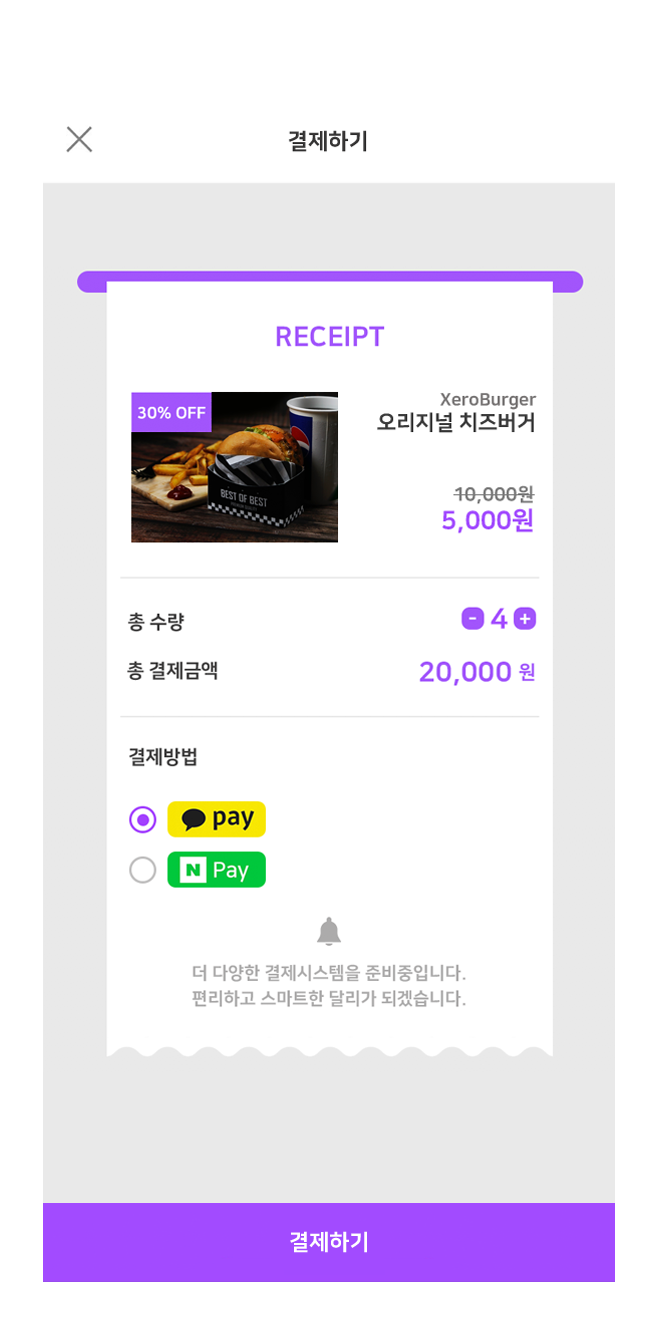 결제하기
RECEIPT
30% OFF
BEST OF BEST
XeroBurger
오리지널 치즈버거
10,000원
5,000원
총 수량
- 4 +
총 결제금액
20,000 원
결제방법
pay
N Pay
더 다양한 결제시스템을 준비중입니다.
편리하고 스마트한 달리가 되겠습니다.
결제하기